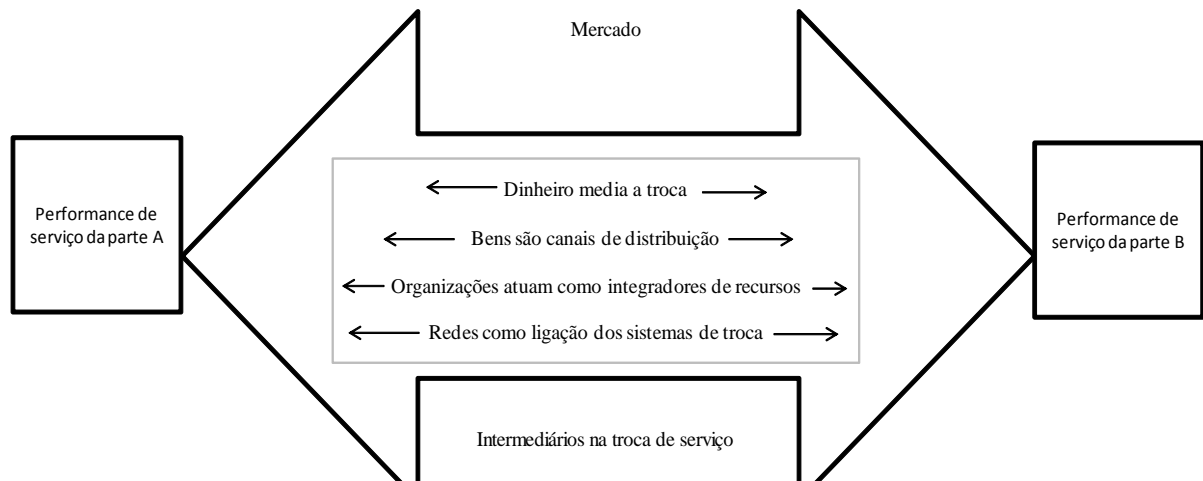 Mercado
Performance de
serviço da parte A
Dinheiro media a troca
Bens são canais de distribuição
Organizações atuam como integradores de recursos
Redes como ligação dos sistemas de troca
Performance de
serviço da parte B
Intermediários na troca de serviço